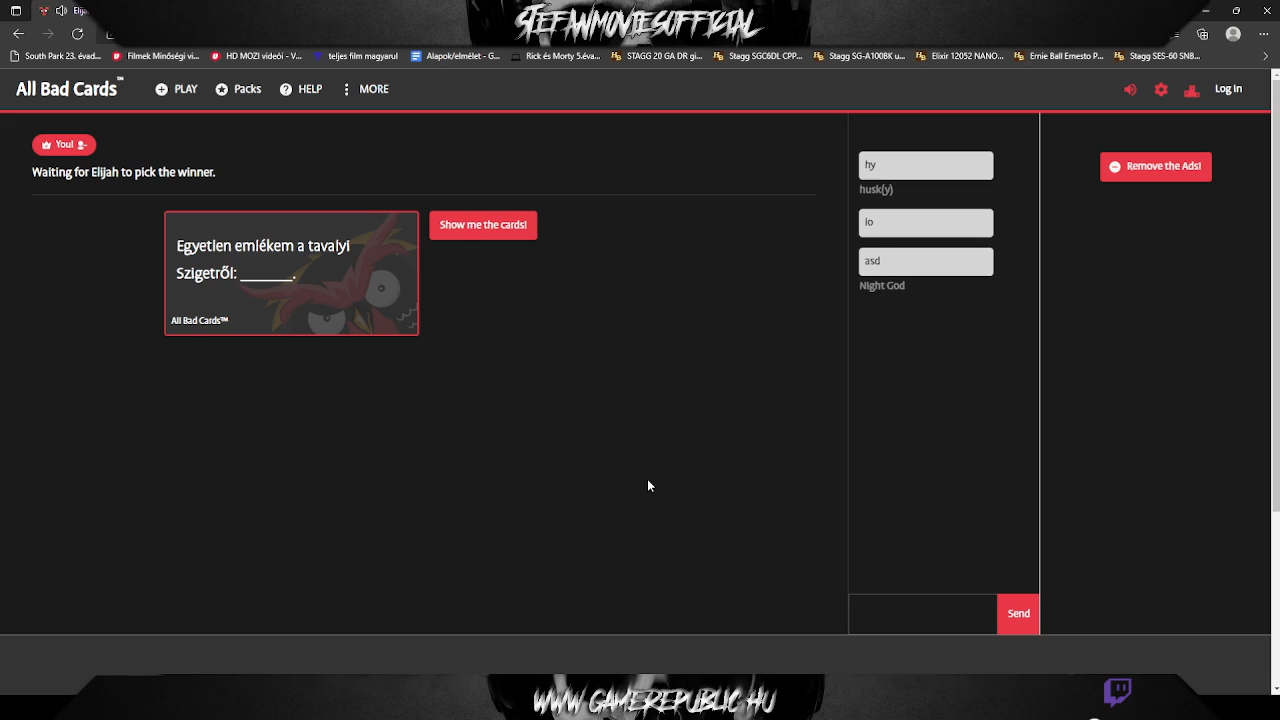 STEFANMOVIESOFFICIAL
Elija
South Park 23. évad...
Filmek Minőségi vi...
HD MOZI videói - V...
teljes film magyarul
Alapok/elmélet - G...
Rick és Morty 5.éva...
STAGG 20 GA DR gi...
Stagg SGC6DL CPP...
Stagg SG-A100BK u...
Elixir 12052 NANO...
Ernie Ball Ernesto P...
Stagg SES-60 SNB...
All Bad Cards™
PLAY
Packs
HELP
MORE
Log In
You!
Waiting for Elijah to pick the winner.
Egyetlen emlékem a tavalyi
Szigetről: ______.
All Bad Cards™
Show me the cards!
hy
husk(y)
lo
asd
Night God
Remove the Ads!
Send
WWW.GAMEREPUBLIC.HU